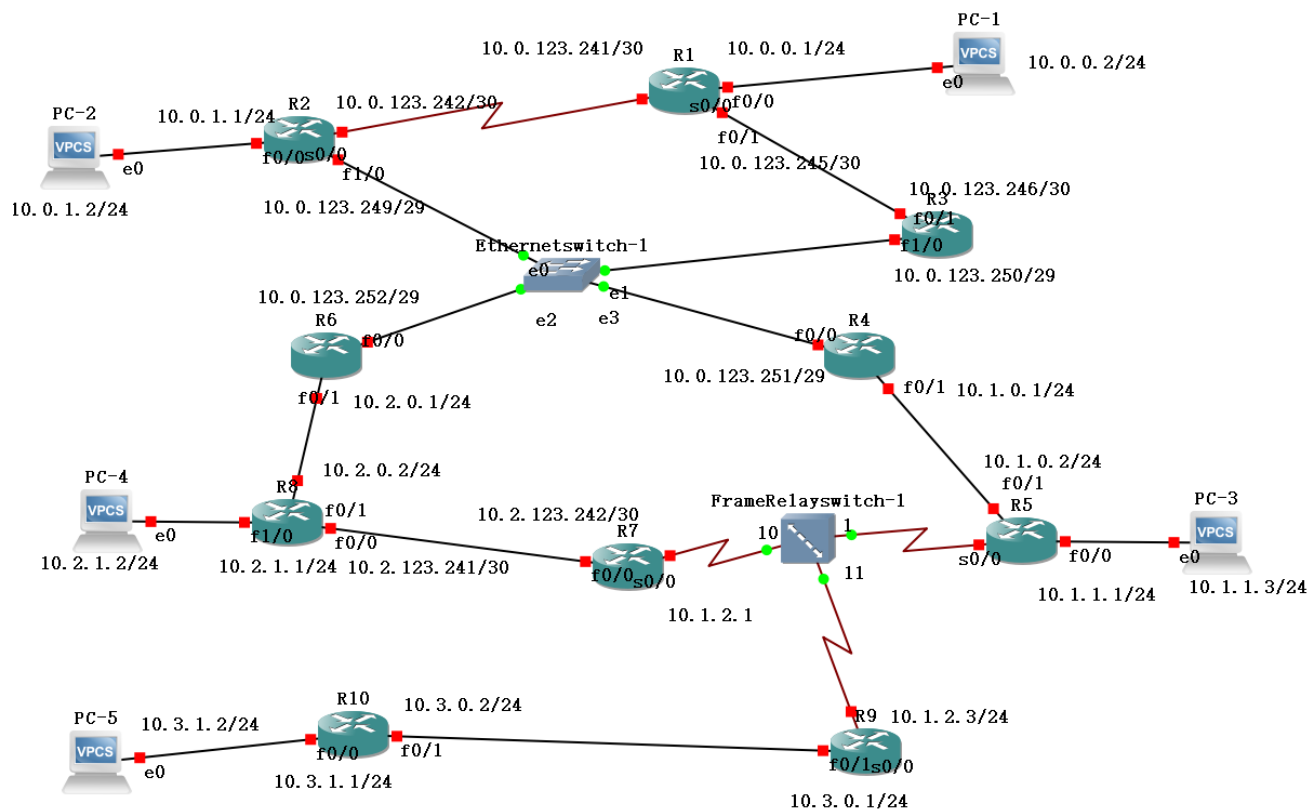 PC-1
10.0.123.241/30
10.0.0.1/24
R1
10.0.0.2/24
VPCS
e0
s0/0
f0/0
f0/1
PC-2
10.0.1.1/24
R2
10.0.123.242/30
VPCS
e0
f0/0
s0/0
f1/0
10.0.1.2/24
10.0.123.249/29
10.0.123.245/30
10.0.123.246/30
R3
f0/1
f1/0
10.0.123.250/29
Ethernetswitch-1
e0
e1
e2
e3
10.0.123.252/29
R6
f0/0
f0/1
10.2.0.1/24
R4
f0/0
10.0.123.251/29
f0/1
10.1.0.1/24
10.2.0.2/24
PC-4
R8
VPCS
e0
f1/0
f0/1
f0/0
10.2.1.2/24
10.2.1.1/24
10.2.123.241/30
10.2.123.242/30
R7
f0/0
s0/0
10.1.2.1
FrameRelayswitch-1
10
1
11
10.1.0.2/24
f0/1
R5
s0/0
f0/0
10.1.1.1/24
PC-3
VPCS
e0
10.1.1.3/24
PC-5
10.3.1.2/24
R10
10.3.0.2/24
VPCS
e0
f0/0
f0/1
10.3.1.1/24
R9
10.1.2.3/24
f0/1
s0/0
10.3.0.1/24